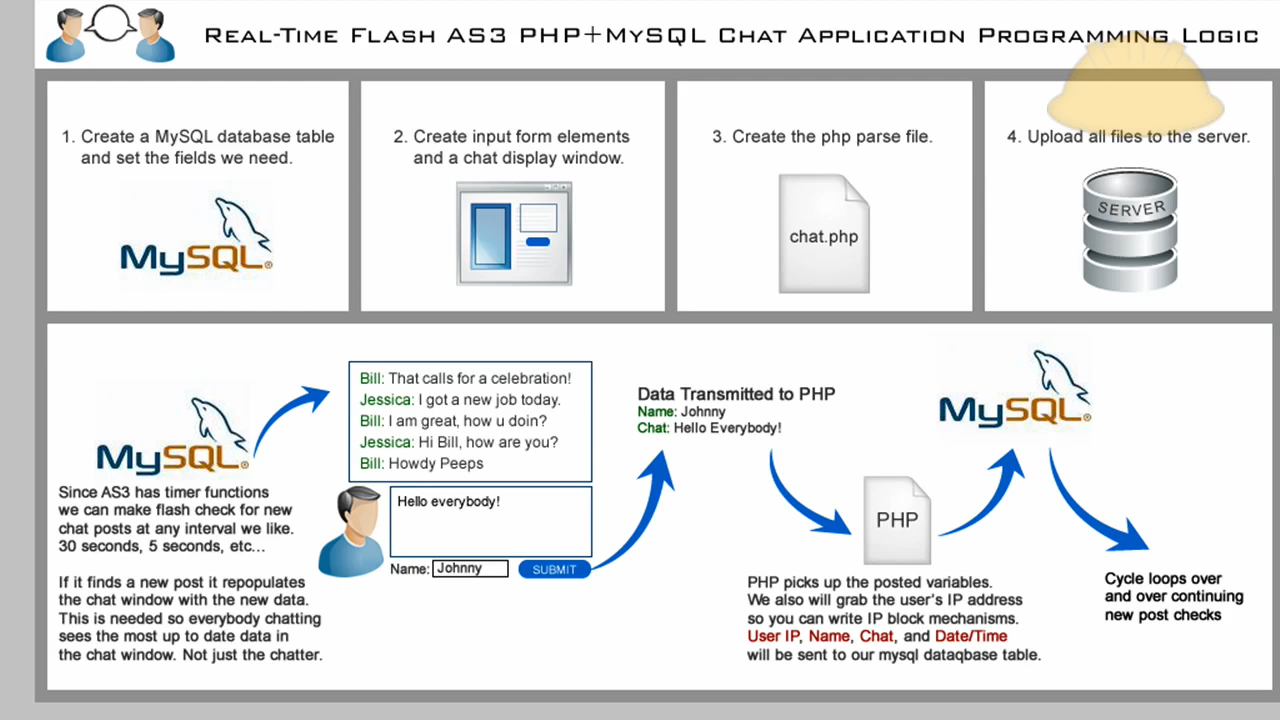 Real-Time Flash AS3 PHP+MySQL Chat Application Programming Logic
1. Create a MySQL database table
and set the fields we need.
MySQL®
2. Create input form elements
and a chat display window.
3. Create the php parse file.
chat.php
4. Upload all files to the server.
SERVER
MySQL®
Since AS3 has timer functions
we can make flash check for new
chat posts at any interval we like.
30 seconds, 5 seconds, etc...
If it finds a new post it repopulates
the chat window with the new data.
This is needed so everybody chatting
sees the most up to date data in
the chat window. Not just the chatter.
Bill: That calls for a celebration!
Jessica: I got a new job today.
Bill: I am great, how u doin?
Jessica: Hi Bill, how are you?
Bill: Howdy Peeps
Hello everybody!
Name: Johnny SUBMIT
Data Transmitted to PHP
Name: Johnny
Chat: Hello Everybody!
PHP
PHP picks up the posted variables.
We also will grab the user's IP address
so you can write IP block mechanisms.
User IP, Name, Chat, and Date/Time
will be sent to our mysql dataqbase table.
MySQL®
Cycle loops over
and over continuing
new post checks